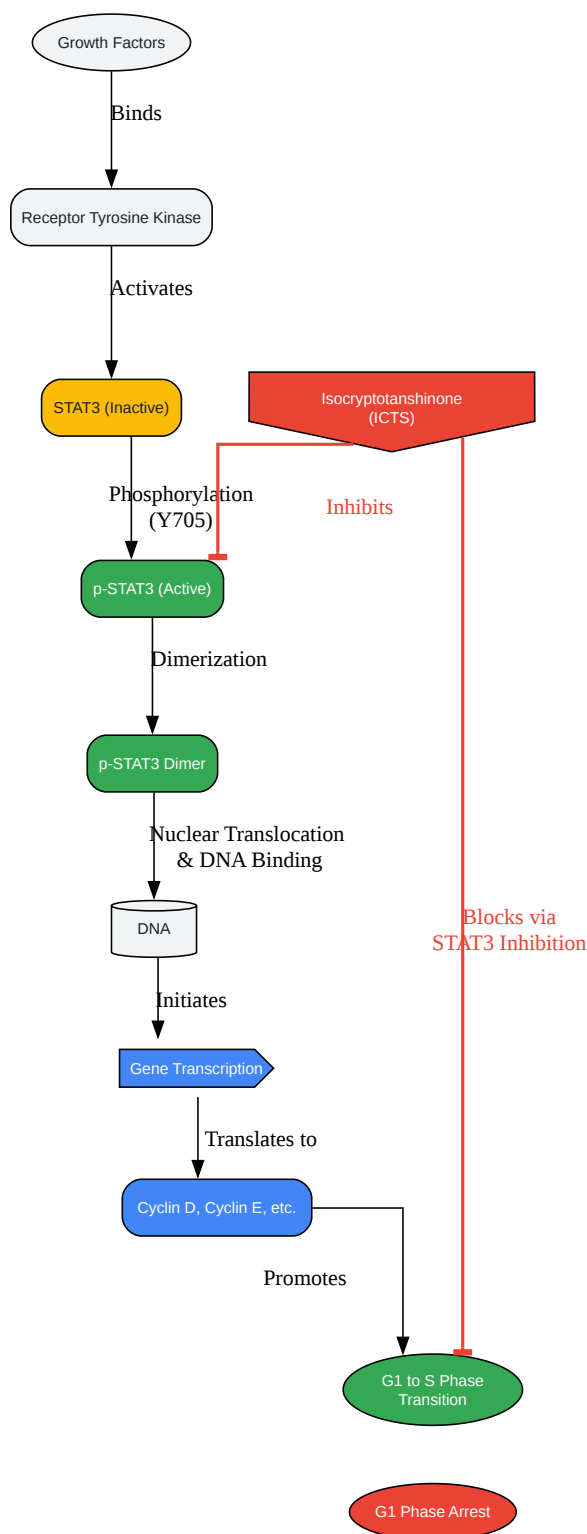 Growth Factors
Binds
Receptor Tyrosine Kinase
Activates
STAT3 (Inactive)
Isocryptotanshinone
(ICTS)
Phosphorylation
(Y705)
Inhibits
p-STAT3 (Active)
Dimerization
p-STAT3 Dimer
Nuclear Translocation
& DNA Binding
DNA
Blocks via
STAT3 Inhibition
Initiates
Gene Transcription
Translates to
Cyclin D, Cyclin E, etc.
Promotes
G1 to S Phase
Transition
G1 Phase Arrest